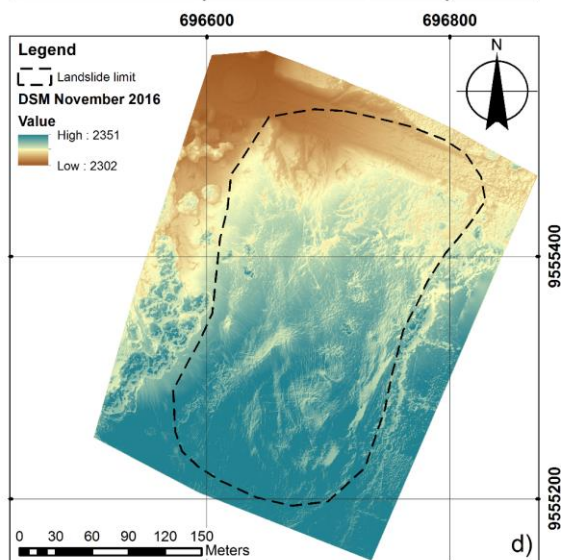 696600 696800
Legend
N
Landslide limit
DSM November 2016
Value
High : 2351
Low : 2302
9555400
9555200
0 30 60 90 120 150
Meters
d)